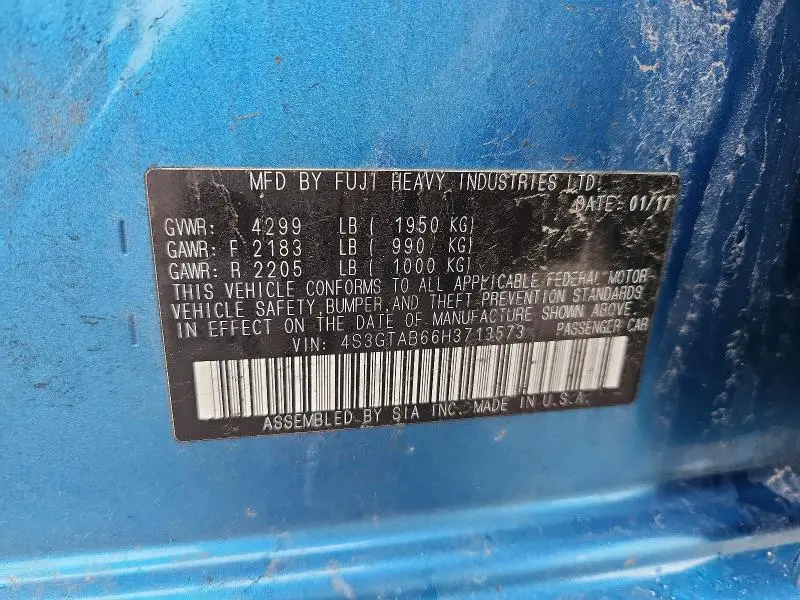 MFD BY FUJI HEAVY INDUSTRIES LTD.
DATE: 01/17
GVWR: 4299 LB ( 1950 KG)
GAWR: F 2183 LB ( 990 KG)
GAWR: R 2205 LB ( 1000 KG)
THIS VEHICLE CONFORMS TO ALL APPLICABLE FEDERAL MOTOR
VEHICLE SAFETY, BUMPER, AND THEFT PREVENTION STANDARDS
IN EFFECT ON THE DATE OF MANUFACTURE SHOWN ABOVE.
VIN: 4S3GTAB66H3713573 PASSENGER CAR
ASSEMBLED BY SIA INC. MADE IN U.S.A.